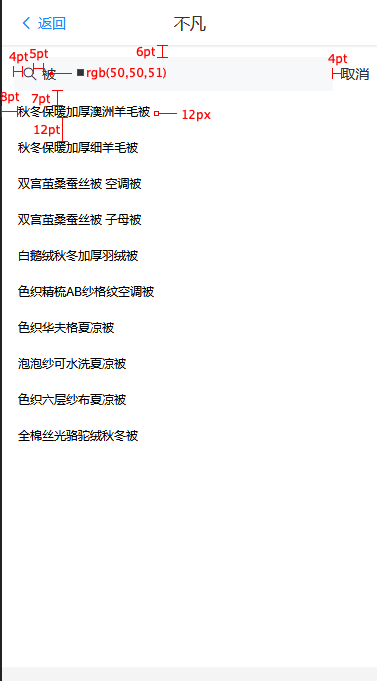 返回
不凡
6pt
4pt
5pt
4pt
被
rgb(50,50,51)
取消
8pt
7pt
秋冬保暖加厚澳洲羊毛被
12px
12pt
秋冬保暖加厚细羊毛被
双宫茧桑蚕丝被 空调被
双宫茧桑蚕丝被 子母被
白鹅绒秋冬加厚羽绒被
色织精梳AB纱格纹空调被
色织华夫格夏凉被
泡泡纱可水洗夏凉被
色织六层纱布夏凉被
全棉丝光骆驼绒秋冬被